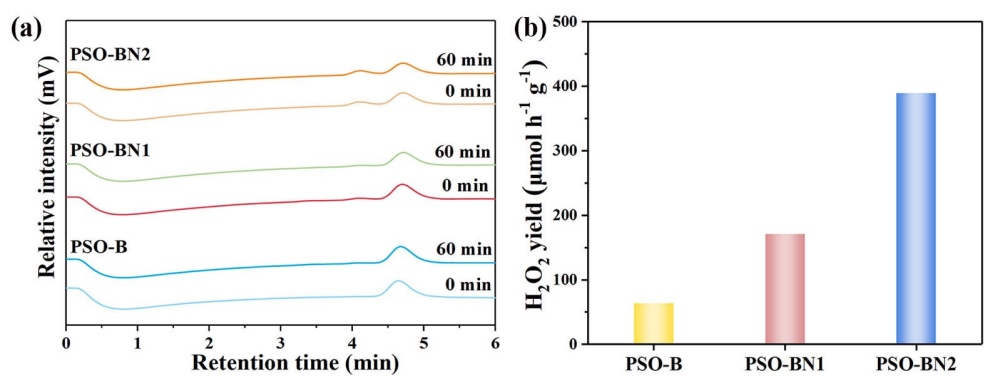 (a)
Relative intensity (mV)
PSO-BN2
60 min
0 min
PSO-BN1
60 min
0 min
PSO-B
60 min
0 min
0 1 2 3 4 5 6
Retention time (min)
(b)
H₂O₂ yield (μmol h⁻¹ g⁻¹)
500
400
300
200
100
0
PSO-B PSO-BN1 PSO-BN2